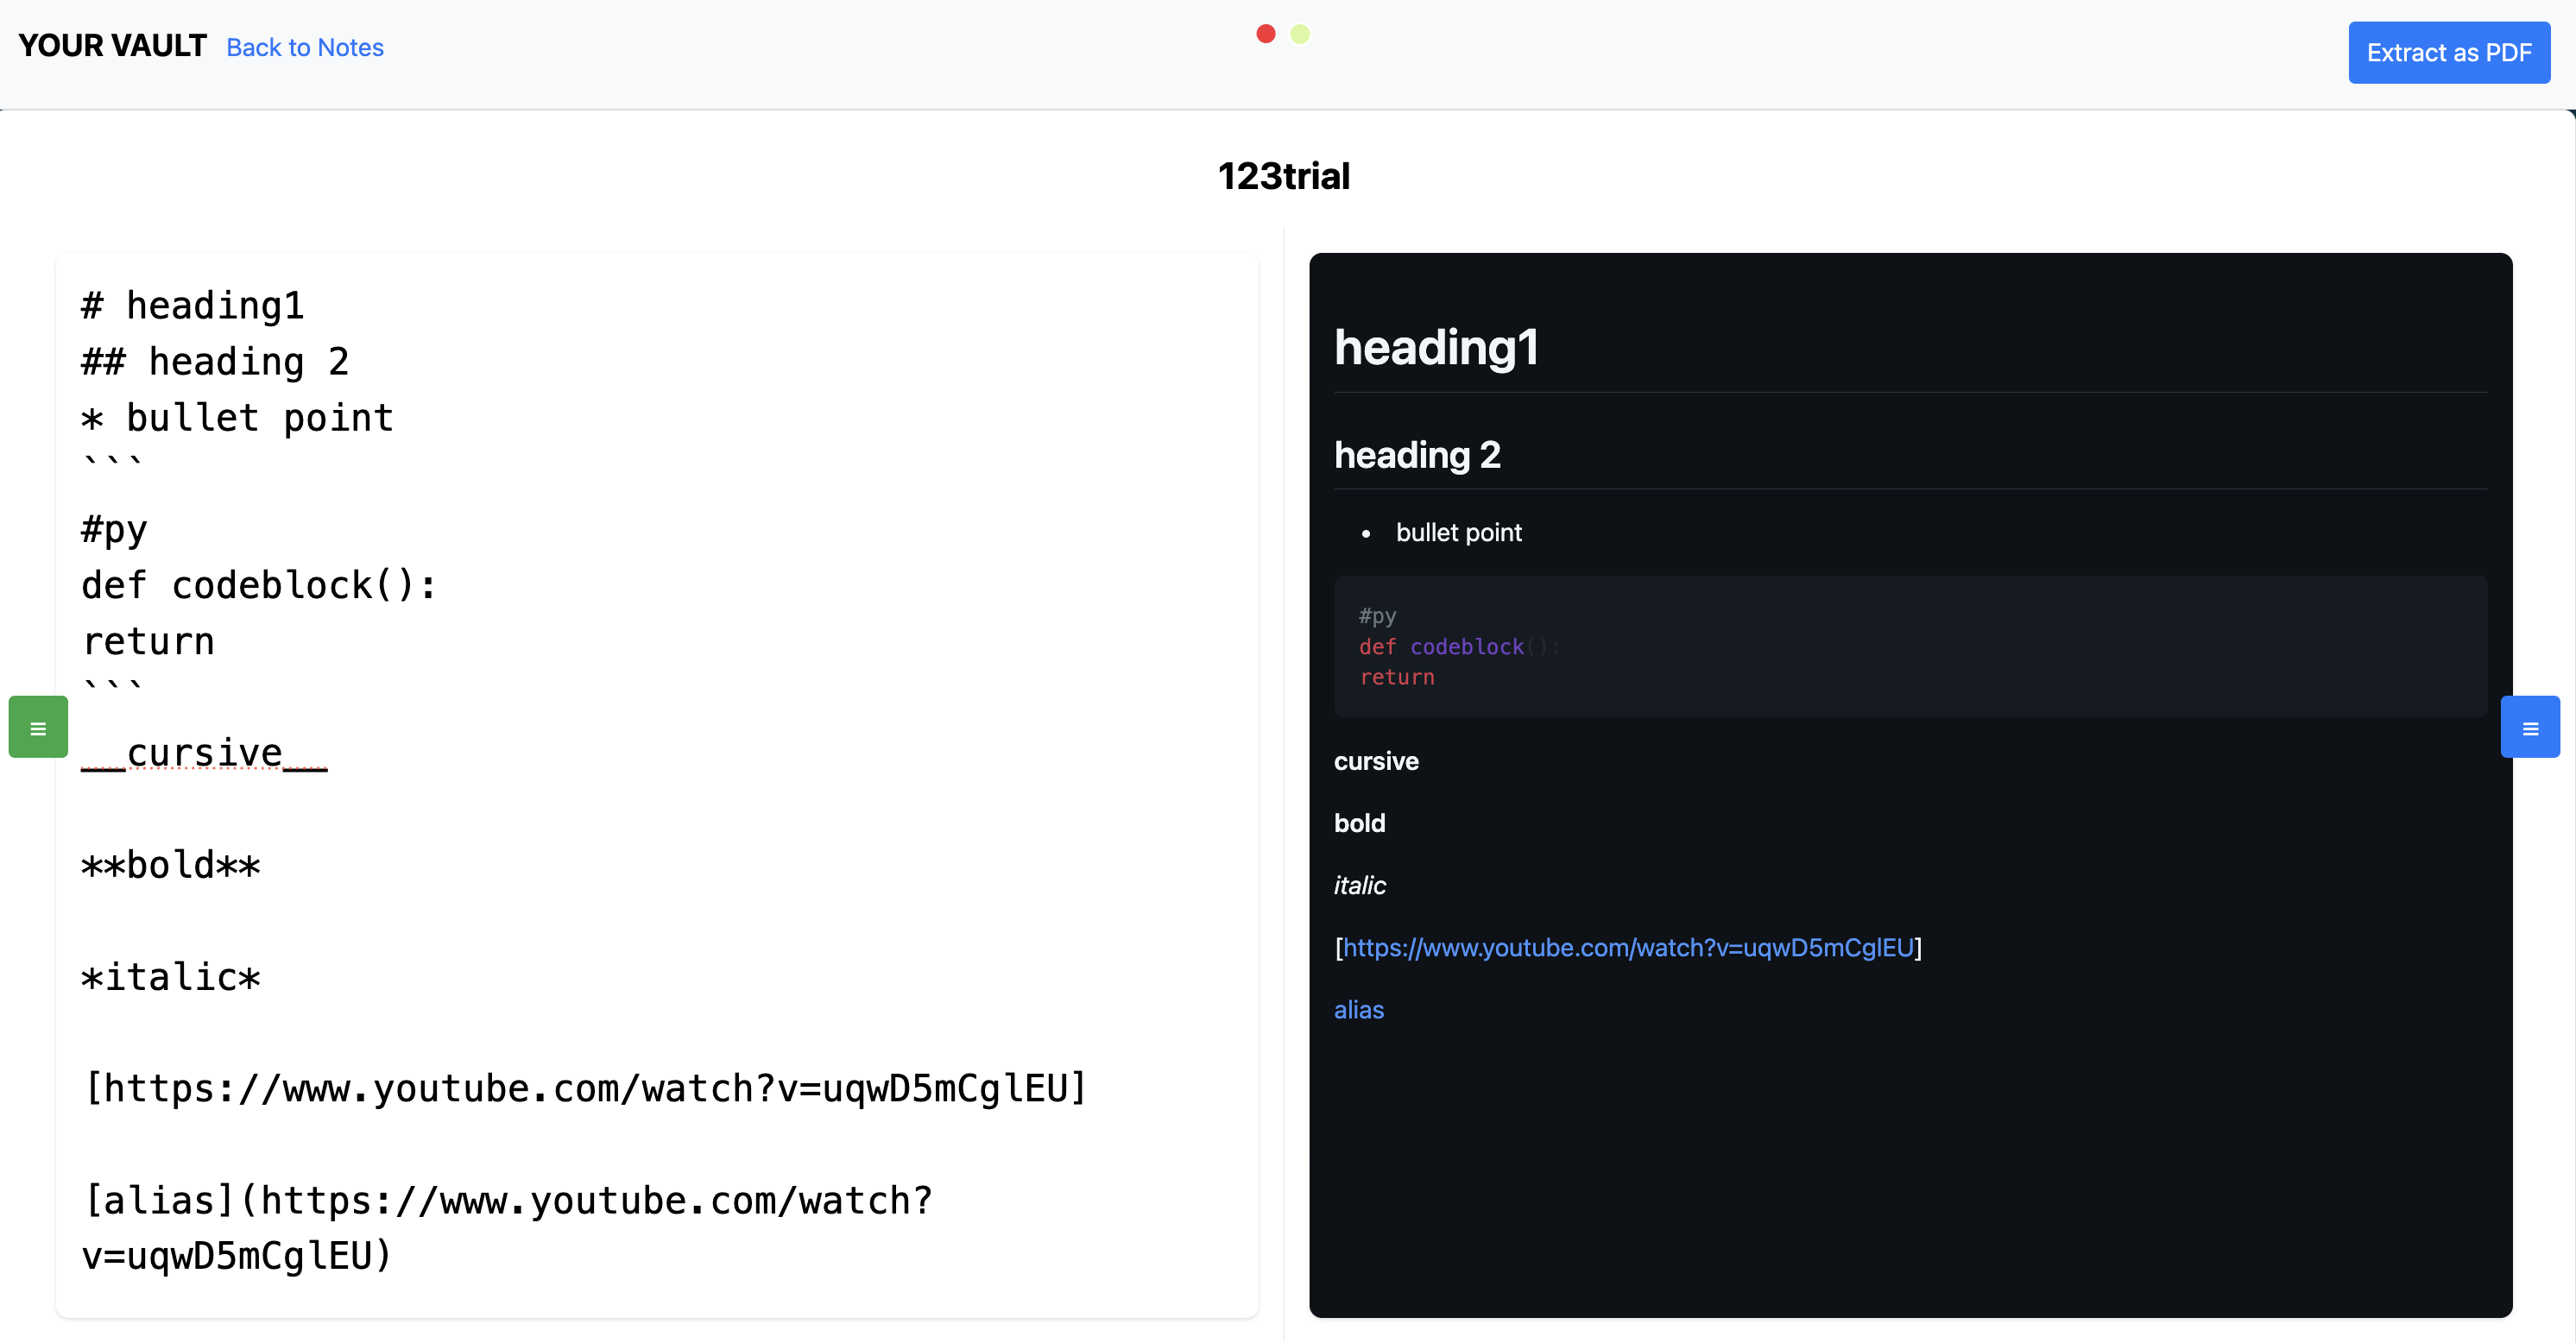 YOUR VAULT Back to Notes
Extract as PDF
123trial
# heading1
## heading 2
* bullet point
```
#py
def codeblock():
return
```
__cursive__
**bold**
*italic*
[https://www.youtube.com/watch?v=uqwD5mCglEU]
[alias](https://www.youtube.com/watch?
v=uqwD5mCglEU)
heading1
heading 2
• bullet point
#py
def codeblock():
return
cursive
bold
italic
[https://www.youtube.com/watch?v=uqwD5mCglEU]
alias